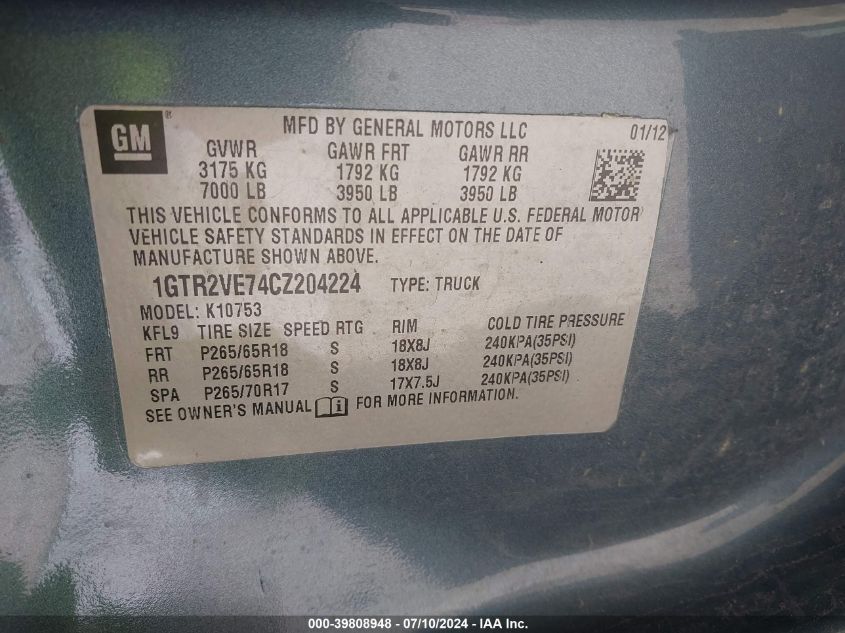 GM ® MFD BY GENERAL MOTORS LLC 01/12
GVWR GAWR FRT GAWR RR
3175 KG 1792 KG 1792 KG
7000 LB 3950 LB 3950 LB
THIS VEHICLE CONFORMS TO ALL APPLICABLE U.S. FEDERAL MOTOR
VEHICLE SAFETY STANDARDS IN EFFECT ON THE DATE OF
MANUFACTURE SHOWN ABOVE.
1GTR2VE74CZ204224 TYPE: TRUCK
MODEL: K10753
KFL9 TIRE SIZE SPEED RTG RIM COLD TIRE PRESSURE
FRT P265/65R18 S 18X8J 240KPA(35PSI)
RR P265/65R18 S 18X8J 240KPA(35PSI)
SPA P265/70R17 S 17X7.5J 240KPA(35PSI)
SEE OWNER'S MANUAL i FOR MORE INFORMATION.
000-39808948 - 07/10/2024 - IAA Inc.